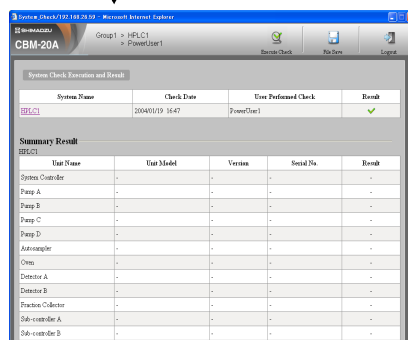 System_Check/192.168.26.59 - Microsoft Internet Explorer
SHIMADZU
CBM-20A
Group1 > HPLC1
> PowerUser1
Execute Check File Save Logout
System Check Execution and Result
System Name Check Date User Performed Check Result
HPLC1 2004/01/19 16:47 PowerUser1
Summary Result
HPLC1
Unit Name Unit Model Version Serial No. Result
System Controller - - - -
Pump A - - - -
Pump B - - - -
Pump C - - - -
Pump D - - - -
Autosampler - - - -
Oven - - - -
Detector A - - - -
Detector B - - - -
Fraction Collector - - - -
Sub-controller A - - - -
Sub-controller B - - - -